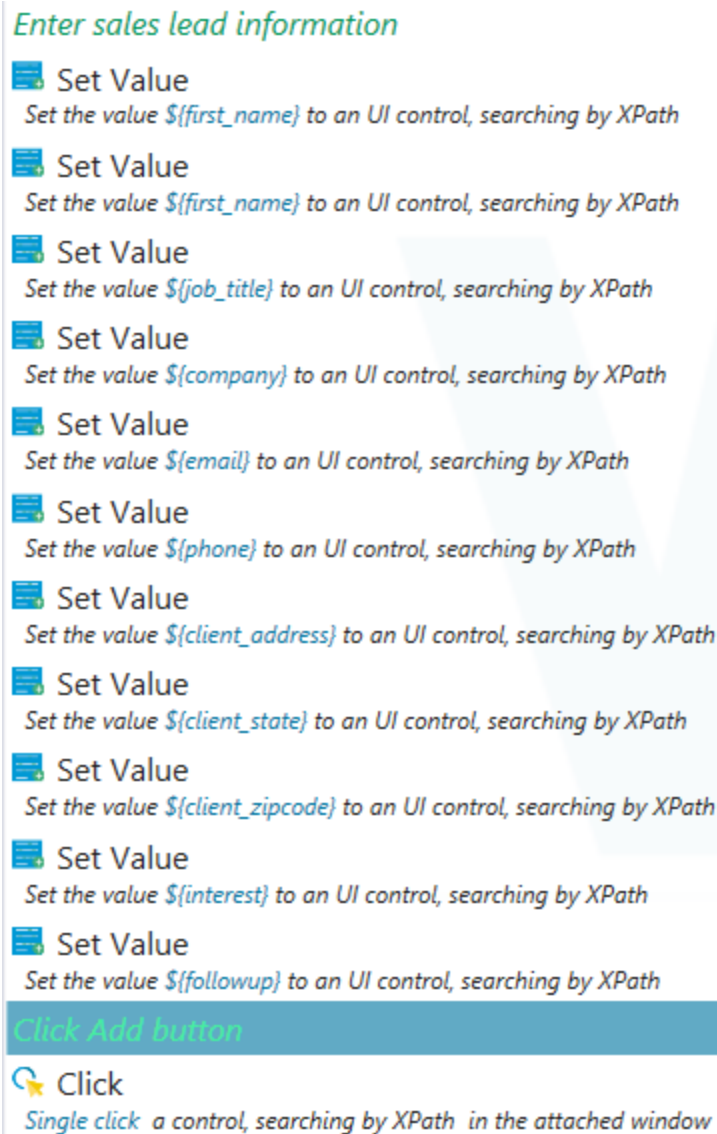 Enter sales lead information
Set Value
Set the value ${first_name} to an UI control, searching by XPath
Set Value
Set the value ${first_name} to an UI control, searching by XPath
Set Value
Set the value ${job_title} to an UI control, searching by XPath
Set Value
Set the value ${company} to an UI control, searching by XPath
Set Value
Set the value ${email} to an UI control, searching by XPath
Set Value
Set the value ${phone} to an UI control, searching by XPath
Set Value
Set the value ${client_address} to an UI control, searching by XPath
Set Value
Set the value ${client_state} to an UI control, searching by XPath
Set Value
Set the value ${client_zipcode} to an UI control, searching by XPath
Set Value
Set the value ${interest} to an UI control, searching by XPath
Set Value
Set the value ${followup} to an UI control, searching by XPath
Click Add button
Click
Single click a control, searching by XPath in the attached window